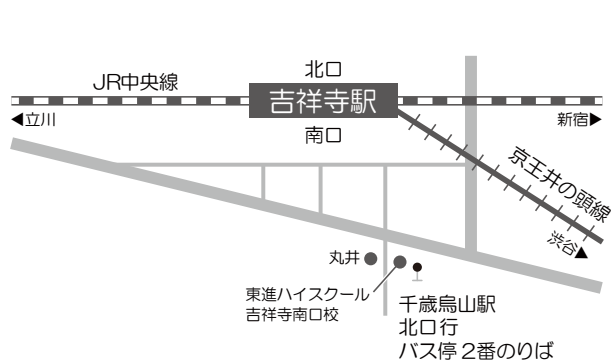 北口
JR中央線
吉祥寺駅
◀立川
南口
新宿▶
京王井の頭線
渋谷▲
丸井
東進ハイスクール
吉祥寺南口校
千歳烏山駅
北口行
バス停 2番のりば